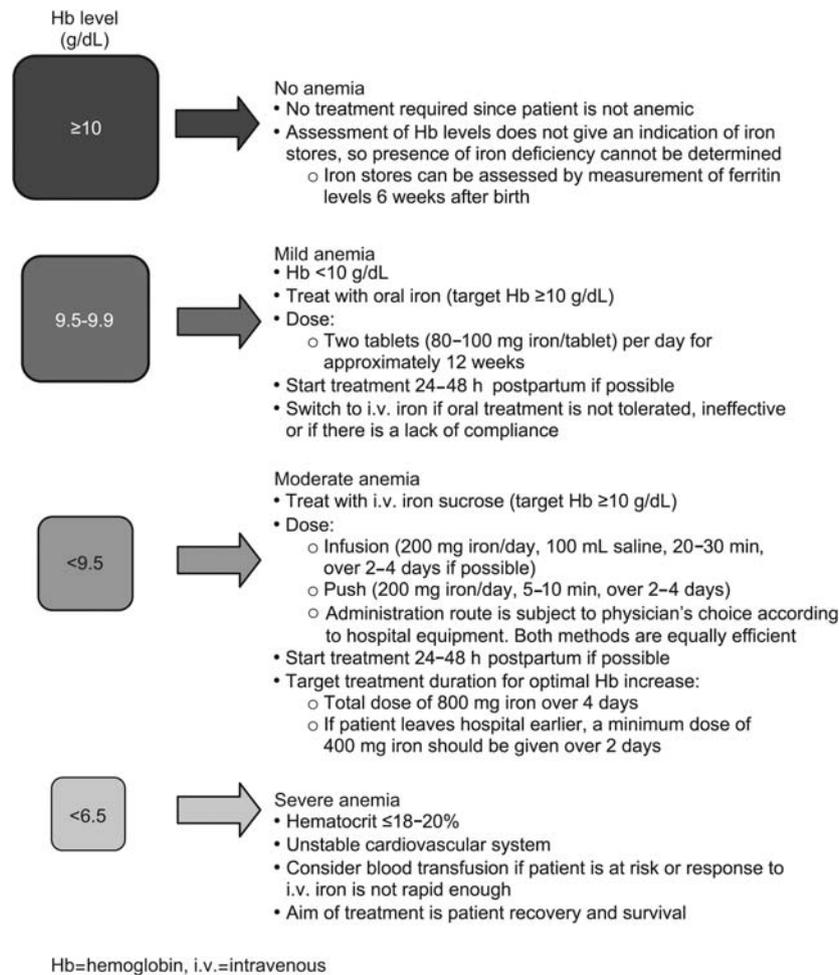 Hb level
(g/dL)
≥10
No anemia
• No treatment required since patient is not anemic
• Assessment of Hb levels does not give an indication of iron
stores, so presence of iron deficiency cannot be determined
○ Iron stores can be assessed by measurement of ferritin
levels 6 weeks after birth
9.5-9.9
Mild anemia
• Hb <10 g/dL
• Treat with oral iron (target Hb ≥10 g/dL)
• Dose:
○ Two tablets (80–100 mg iron/tablet) per day for
approximately 12 weeks
• Start treatment 24–48 h postpartum if possible
• Switch to i.v. iron if oral treatment is not tolerated, ineffective
or if there is a lack of compliance
<9.5
Moderate anemia
• Treat with i.v. iron sucrose (target Hb ≥10 g/dL)
• Dose:
○ Infusion (200 mg iron/day, 100 mL saline, 20–30 min,
over 2–4 days if possible)
○ Push (200 mg iron/day, 5–10 min, over 2–4 days)
○ Administration route is subject to physician's choice according
to hospital equipment. Both methods are equally efficient
• Start treatment 24–48 h postpartum if possible
• Target treatment duration for optimal Hb increase:
○ Total dose of 800 mg iron over 4 days
○ If patient leaves hospital earlier, a minimum dose of
400 mg iron should be given over 2 days
<6.5
Severe anemia
• Hematocrit ≤18–20%
• Unstable cardiovascular system
• Consider blood transfusion if patient is at risk or response to
i.v. iron is not rapid enough
• Aim of treatment is patient recovery and survival
Hb=hemoglobin, i.v.=intravenous